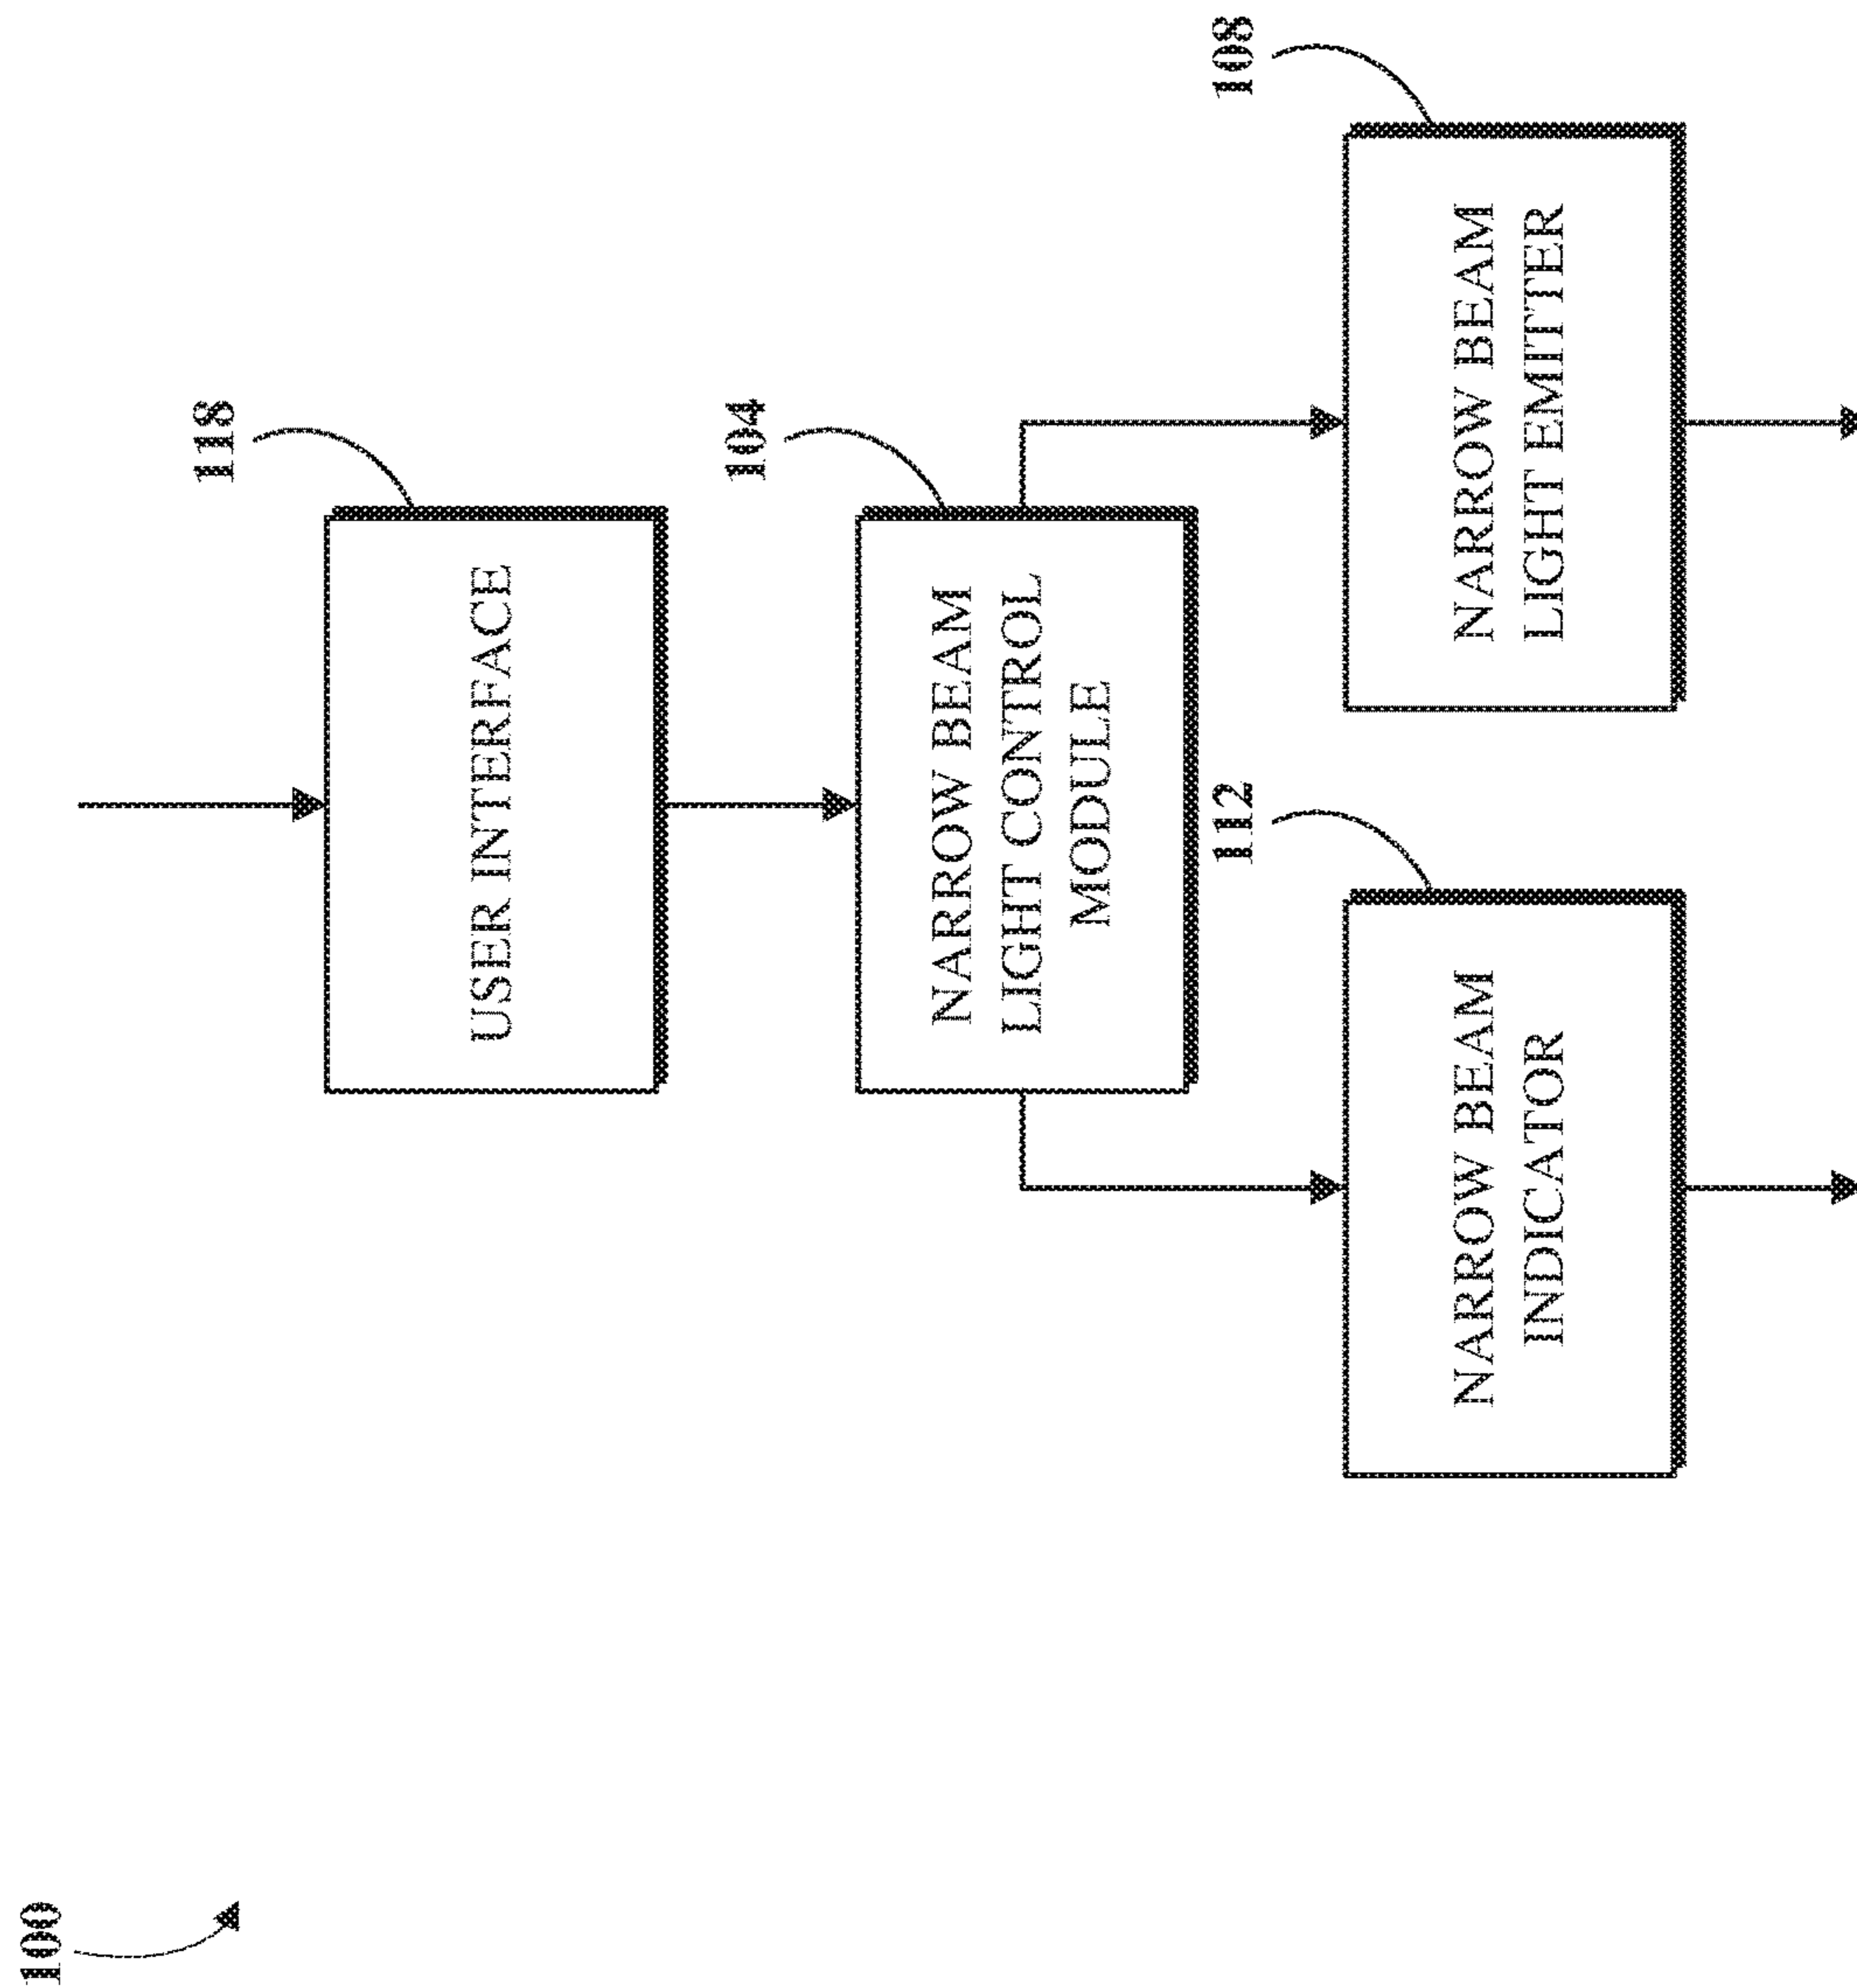 100
118
USER INTERFACE
104
NARROW BEAM
LIGHT CONTROL
MODULE
112
NARROW BEAM
INDICATOR
108
NARROW BEAM
LIGHT EMITTER